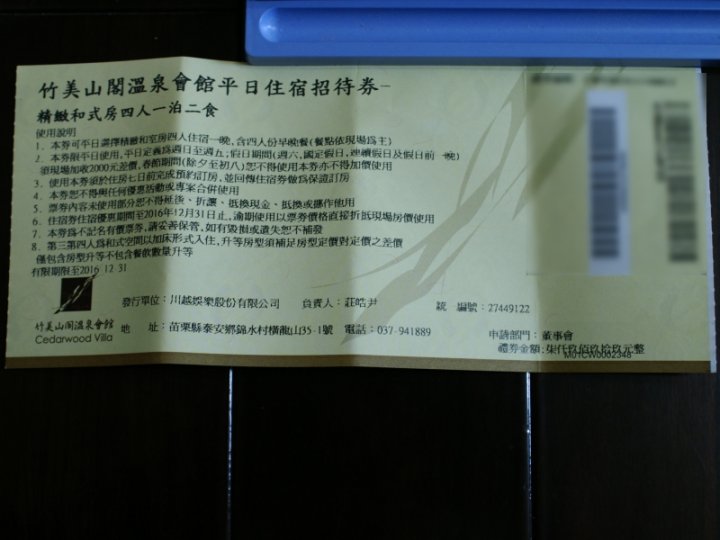 竹美山閣溫泉會館平日住宿招待券
精緻和式房四人一泊二食
使用說明
1、本券可平日選擇精緻和室房四人住宿一晚,含四人份早晚餐(餐點依現場為主)
2、本券限平日使用,平日定義為週日至週五;假日期間(週六,國定假日,連續假日及假日前一晚)
須現場加收2000元差價,春節期間(除夕至初八)恕不得使用本券亦不得加價使用
3、使用本券須於住房七日前完成預約訂房,並回傳住宿券做為保證訂房
4、本券恕不得與任何優惠活動或專案合併使用
5、票券內容未使用部分恕不得延後、折讓、抵換現金、抵換或挪作他用
6、住宿券住宿優惠期間至2016年12月31日止,逾期使用以票券價格直接折抵現場房價使用
7、本券為不記名有價票券,請妥善保管,如有毀損或遺失恕不補發
8、第三第四人為和式空間以加床形式入住,升等房型須補足房型定價對定價之差價
僅包含房型升等不包含餐飲數量升等
有限期限至2016 12 31
發行單位:川越娛樂股份有限公司 負責人:莊皓尹 統 編號:27449122
竹美山閣溫泉會館
Cedarwood Villa
地 址:苗栗縣泰安鄉錦水村橫龍山35-1號 電話:037-941889
申請部門:董事會
禮券金額:柒仟玖佰玖拾玖元整
M01CW0002348